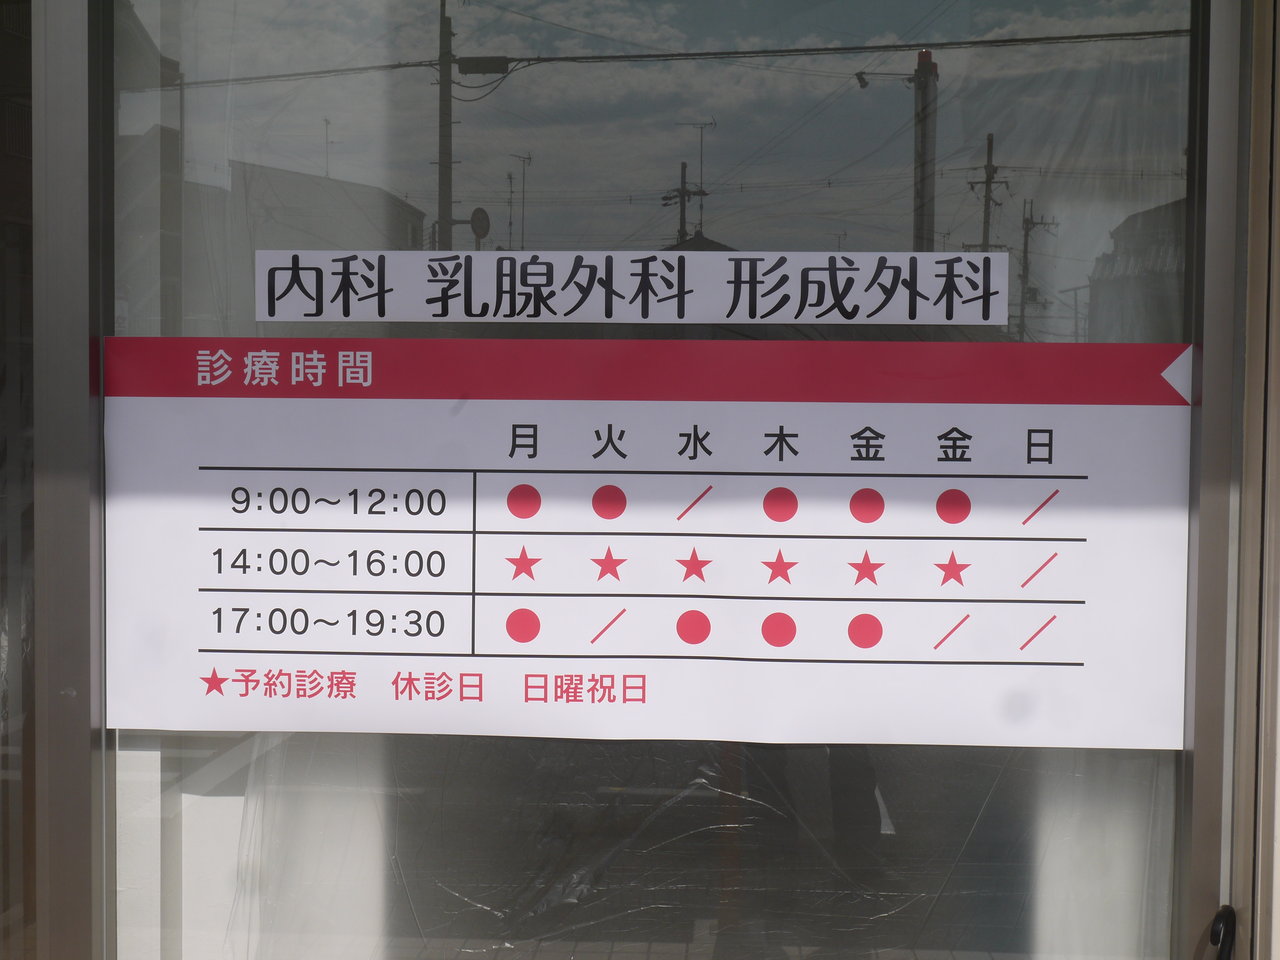 内科 乳腺外科 形成外科
診療時間
月 火 水 木 金 金 日
9:00～12:00 ● ● ／ ● ● ● ／
14:00～16:00 ★ ★ ★ ★ ★ ★ ／
17:00～19:30 ● ／ ● ● ● ／ ／
★予約診療 休診日 日曜祝日